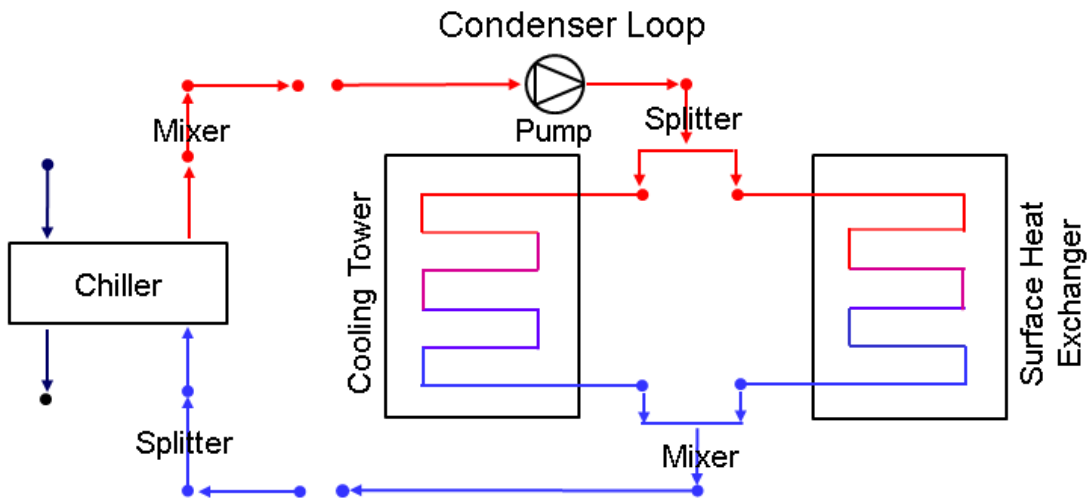 Condenser Loop
Mixer
Pump
Splitter
Cooling Tower
Chiller
Surface Heat
Exchanger
Splitter
Mixer